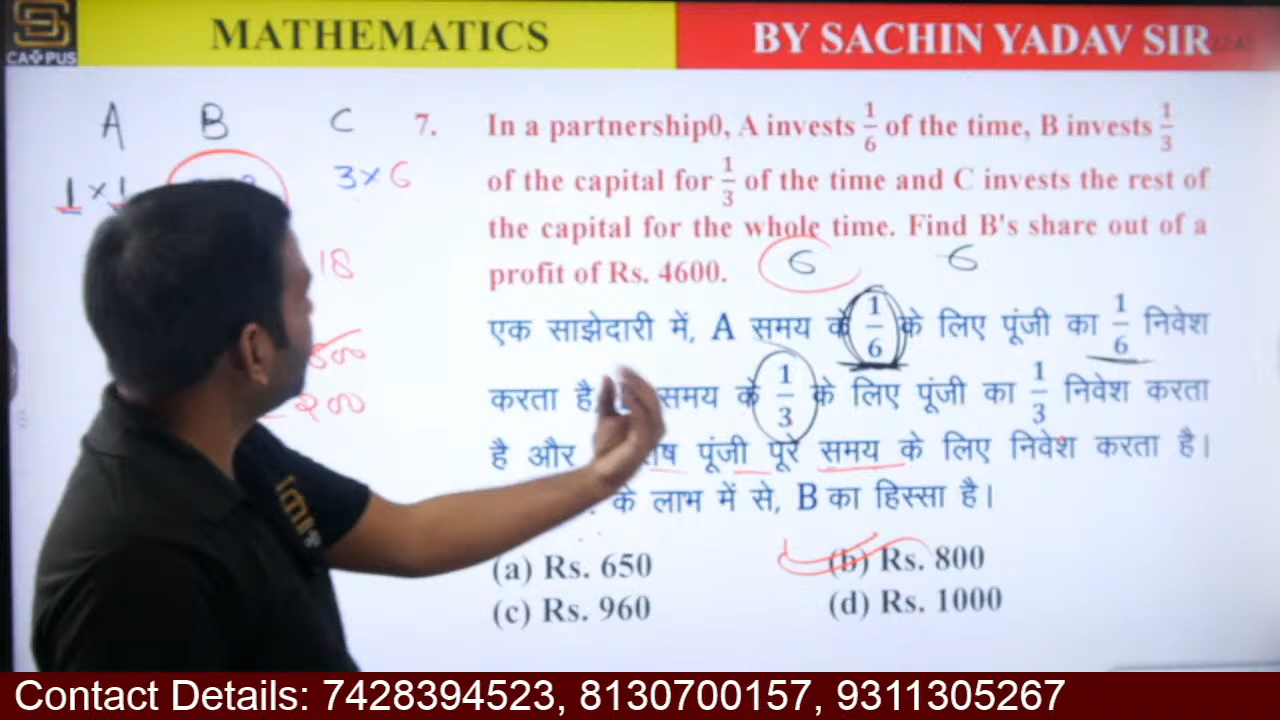 CAMPUS
MATHEMATICS
BY SACHIN YADAV SIR
A B C
1 × 1
3 × 6
18
200
7. In a partnership0, A invests 1/6 of the time, B invests 1/3
of the capital for 1/3 of the time and C invests the rest of
the capital for the whole time. Find B's share out of a
profit of Rs. 4600.
6 6
एक साझेदारी में, A समय के 1/6 के लिए पूंजी का 1/6 निवेश
करता है समय के 1/3 के लिए पूंजी का 1/3 निवेश करता
है और पूंजी पूरे समय के लिए निवेश करता है।
के लाभ में से, B का हिस्सा है।
(a) Rs. 650
(b) Rs. 800
(c) Rs. 960
(d) Rs. 1000
Contact Details: 7428394523, 8130700157, 9311305267